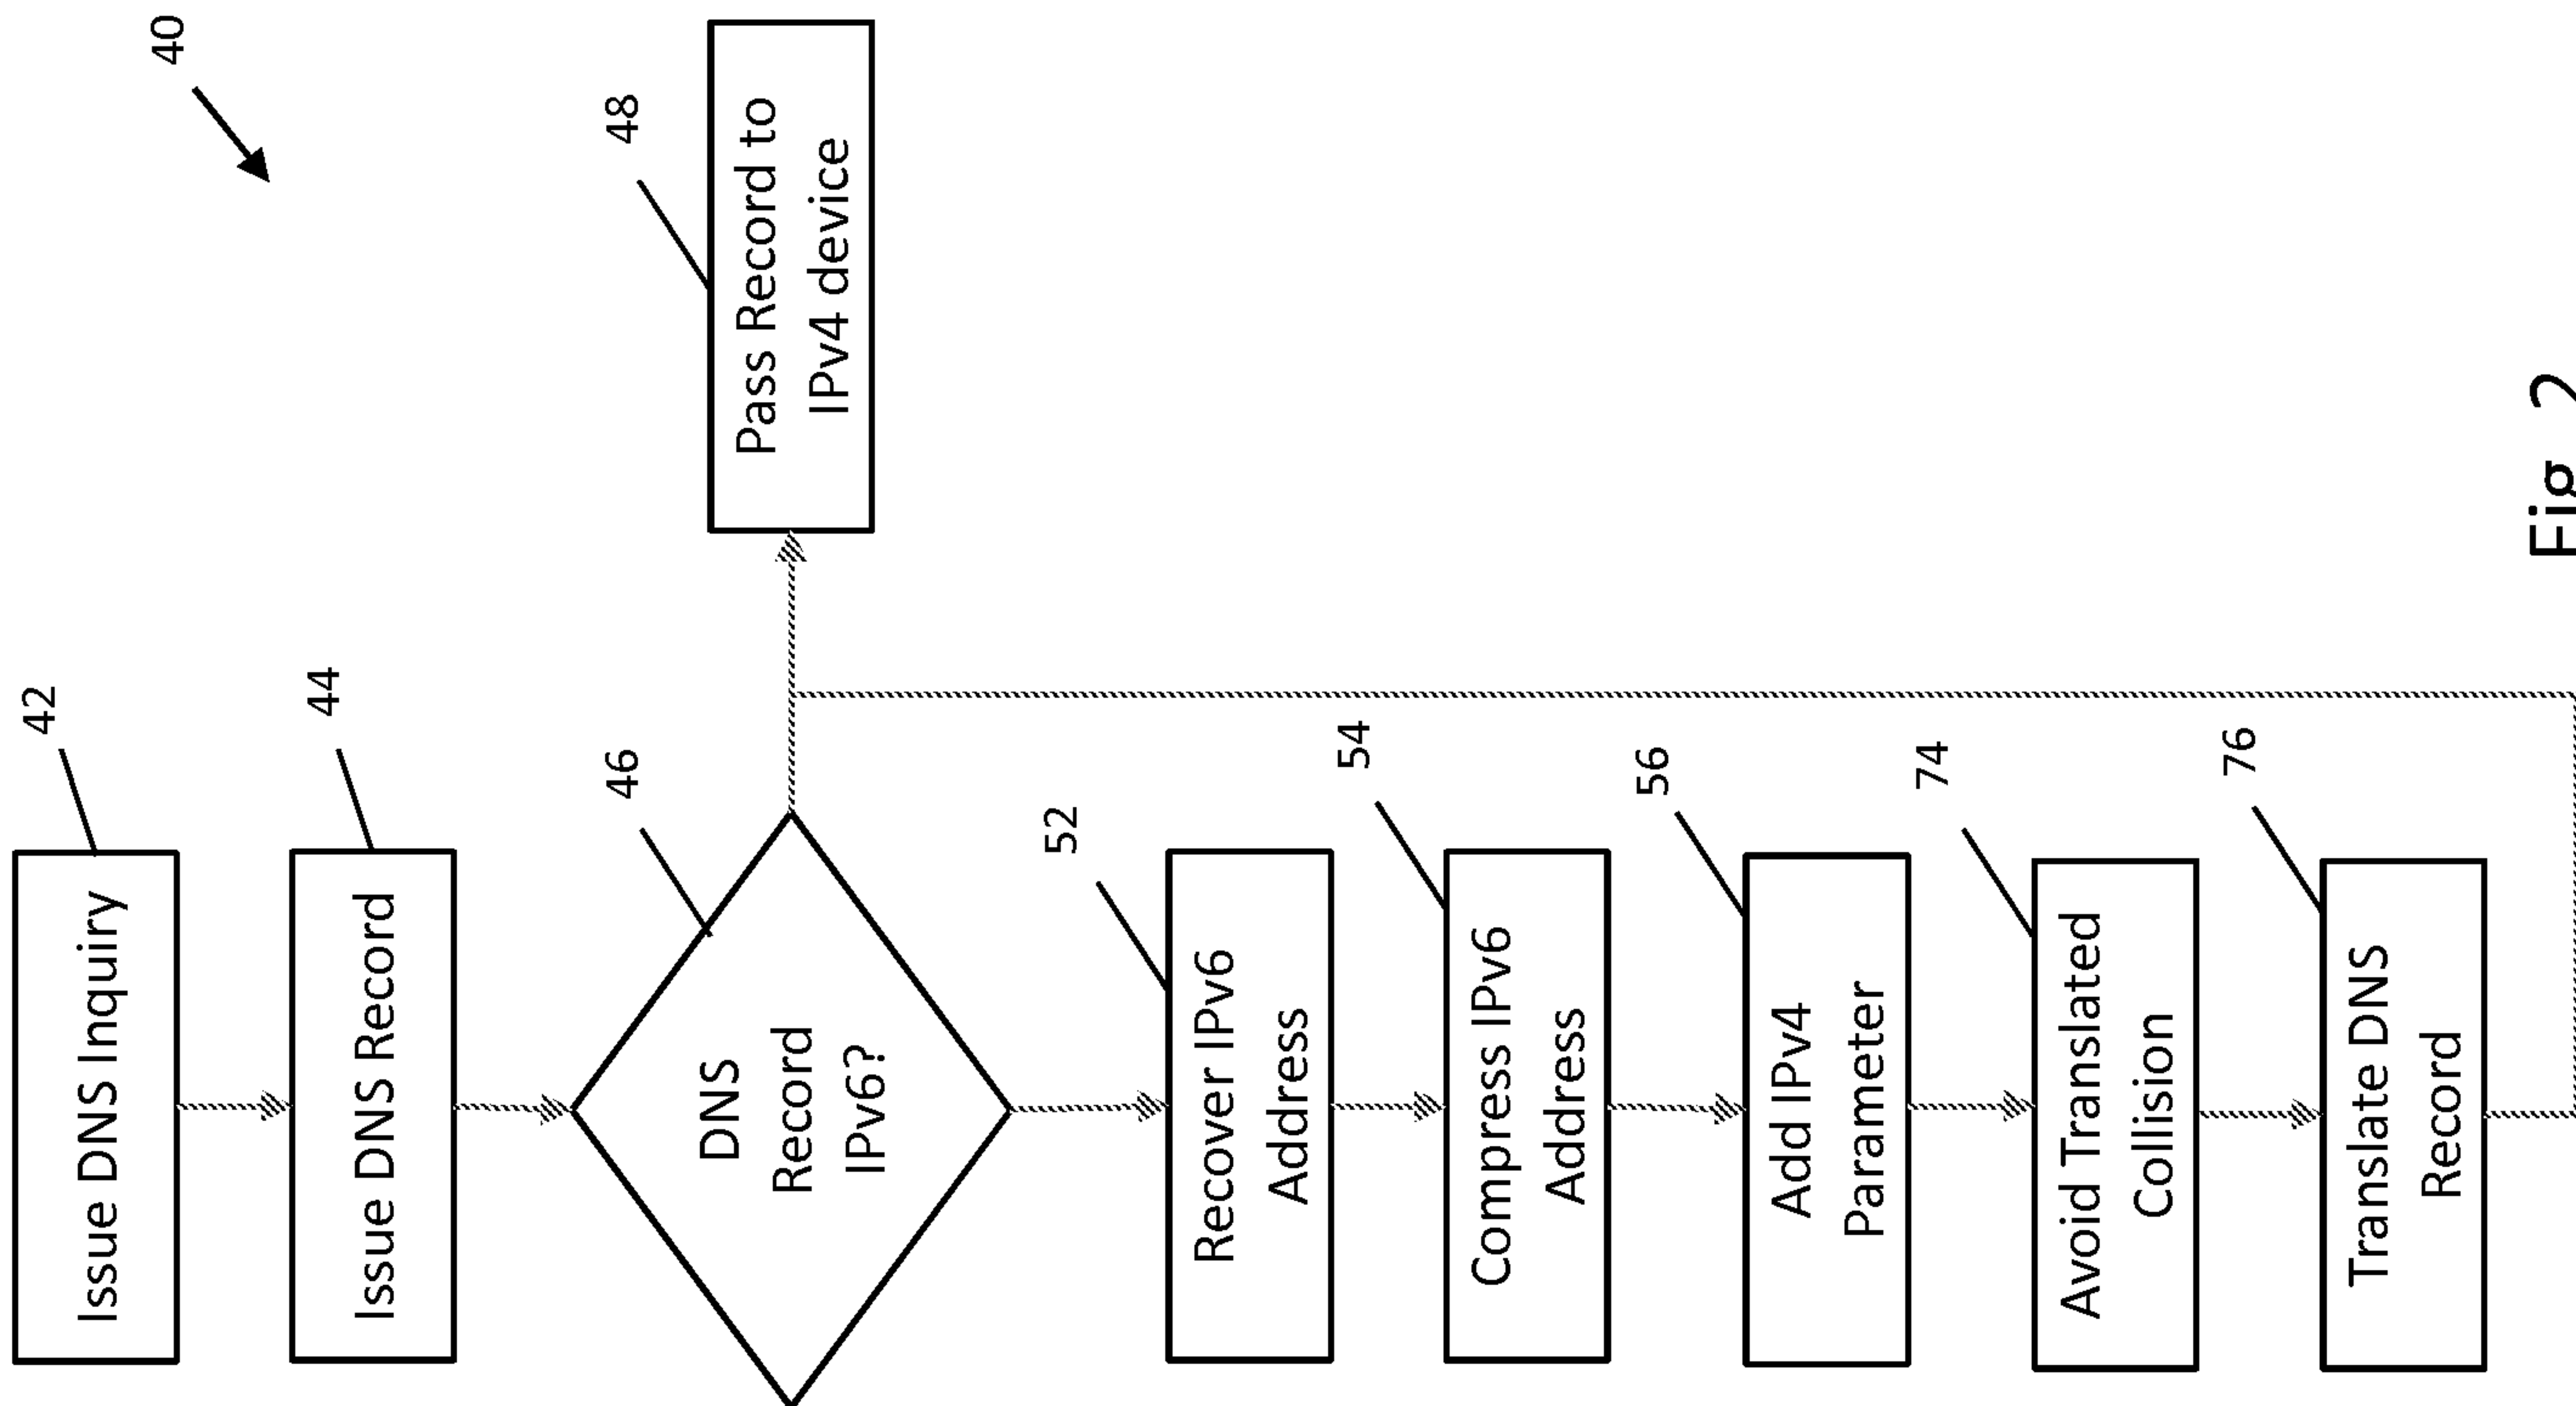 40
42
Issue DNS Inquiry
44
Issue DNS Record
46
DNS
Record
IPv6?
48
Pass Record to
IPv4 device
52
Recover IPv6
Address
54
Compress IPv6
Address
56
Add IPv4
Parameter
74
Avoid Translated
Collision
76
Translate DNS
Record
Fig. 2